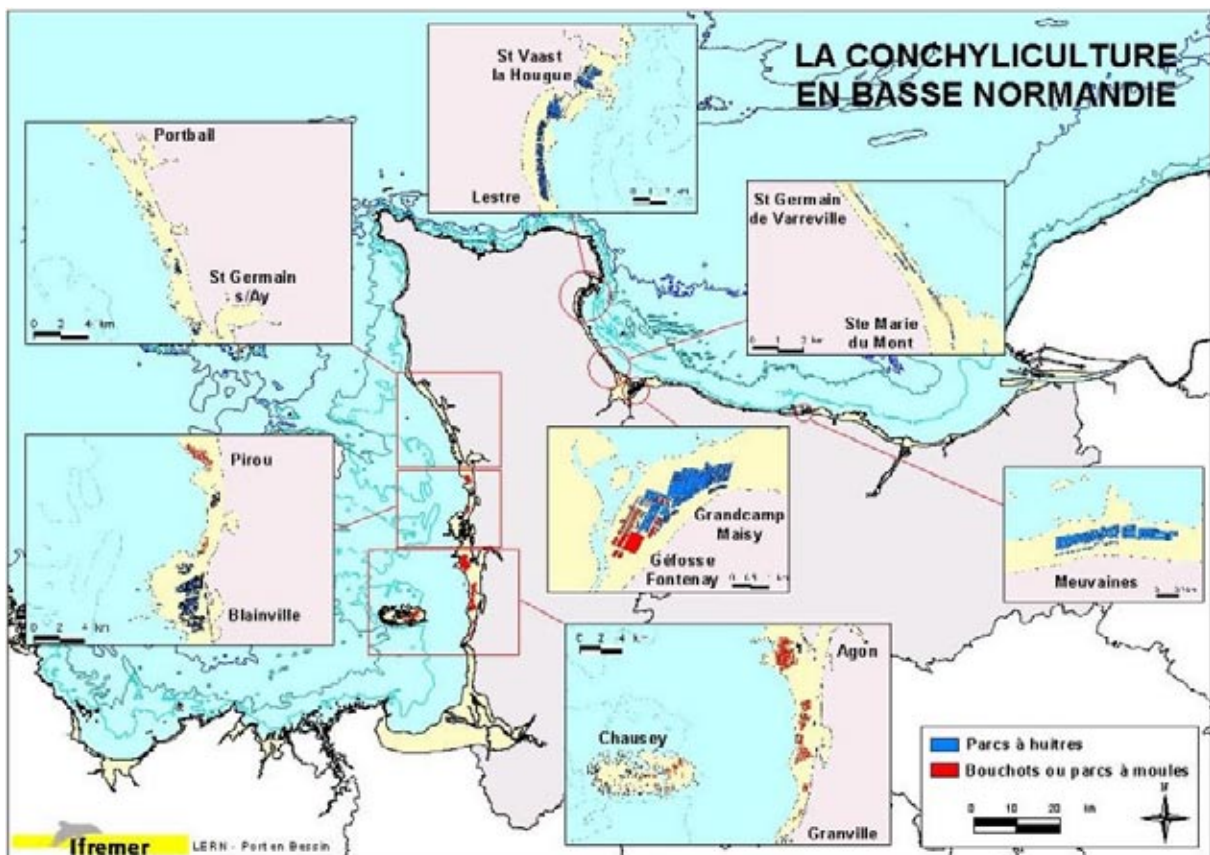 LA CONCHYLICULTURE
EN BASSE NORMANDIE
St Vaast
la Hougue
Lestre
Portbail
St Germain
s/Ay
0 2 4 km
St Germain
de Varreville
Ste Marie
du Mont
0 1 2 km
Pirou
Blainville
0 2 4 km
Grandcamp
Maisy
Géfosse
Fontenay
Meuvaines
0 2 4 km
Agon
Chausey
Granville
Parcs à huitres
Bouchots ou parcs à moules
0 10 20 km
Ifremer
LERN - Port en Bessin